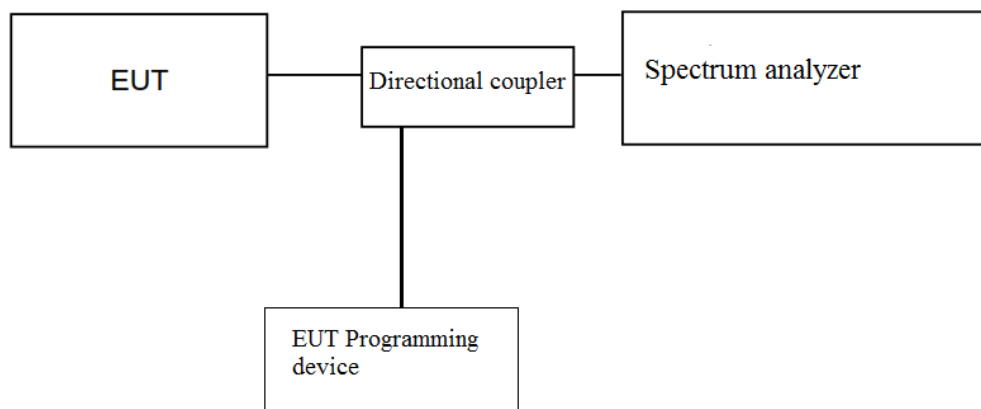 EUT
Directional coupler
Spectrum analyzer
EUT Programming
device